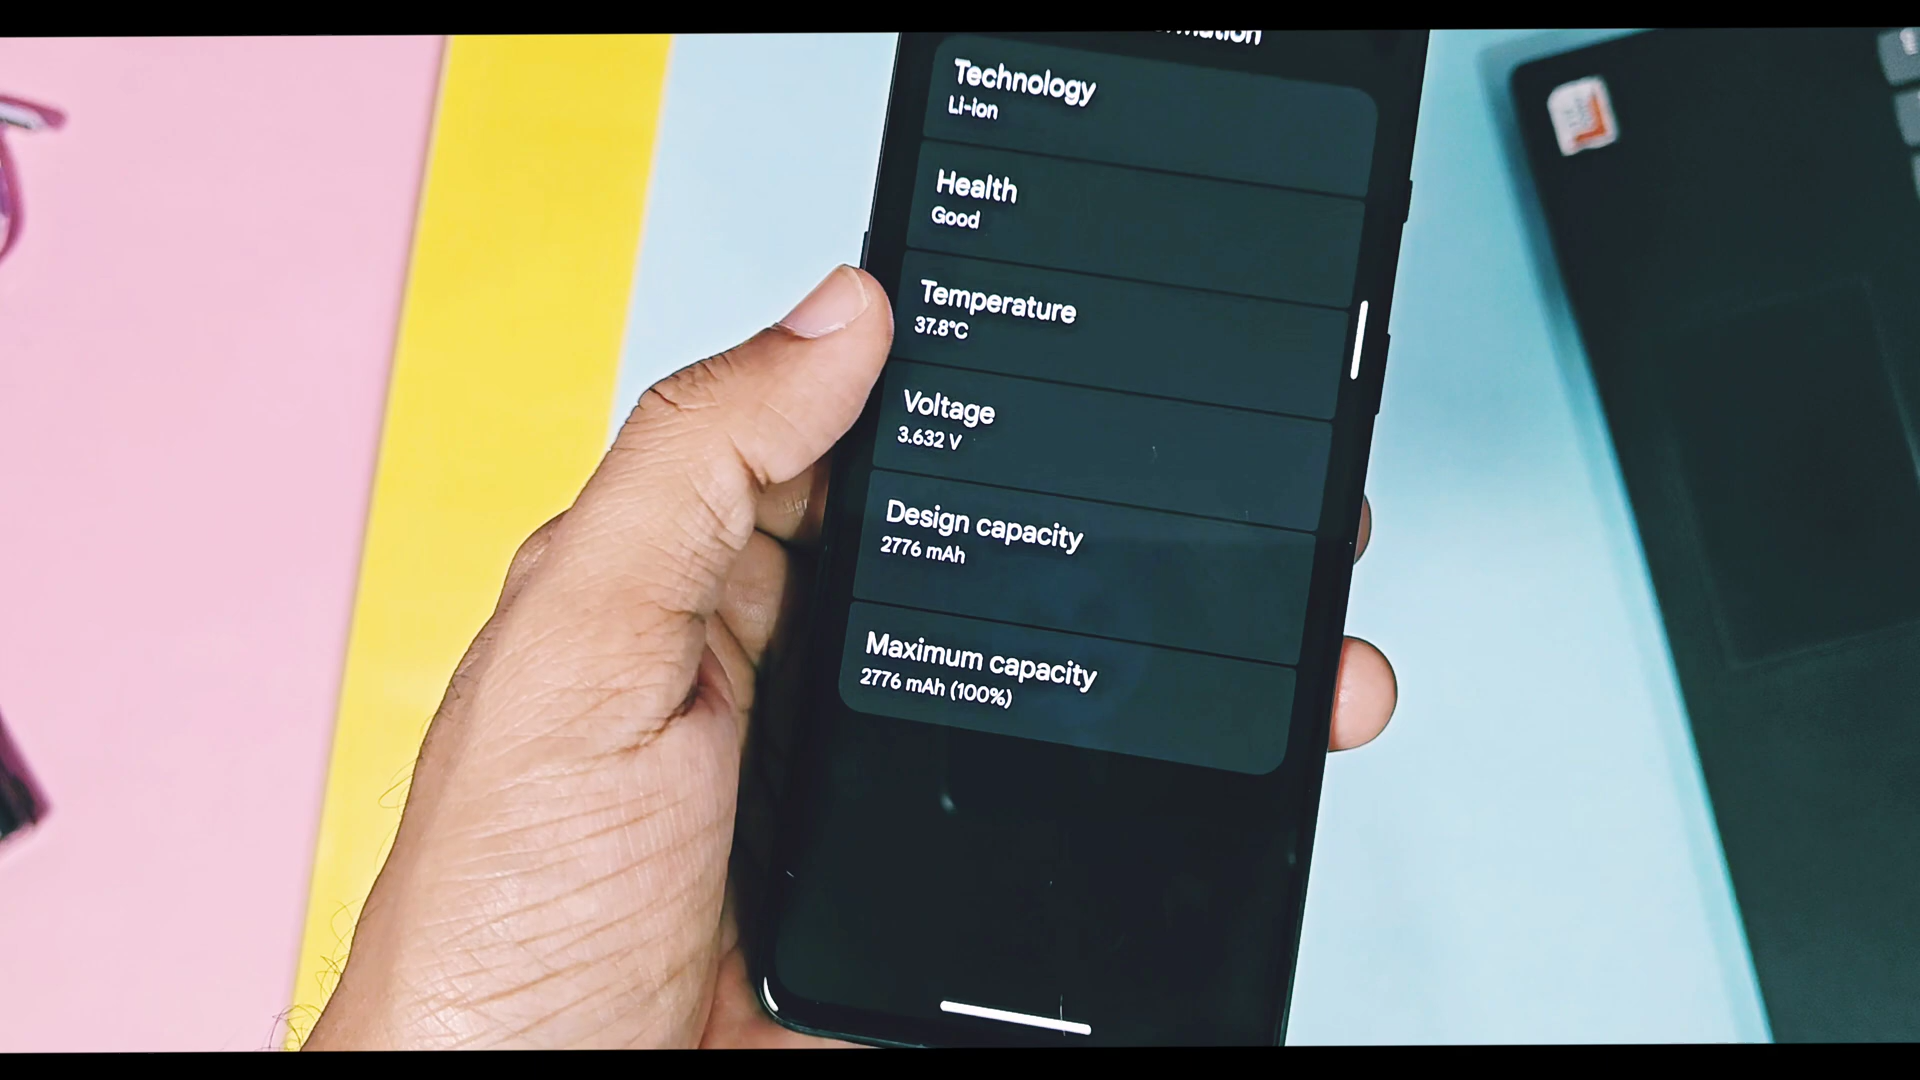 Technology
Li-ion
Health
Good
Temperature
37.8°C
Voltage
3.632 V
Design capacity
2776 mAh
Maximum capacity
2776 mAh (100%)